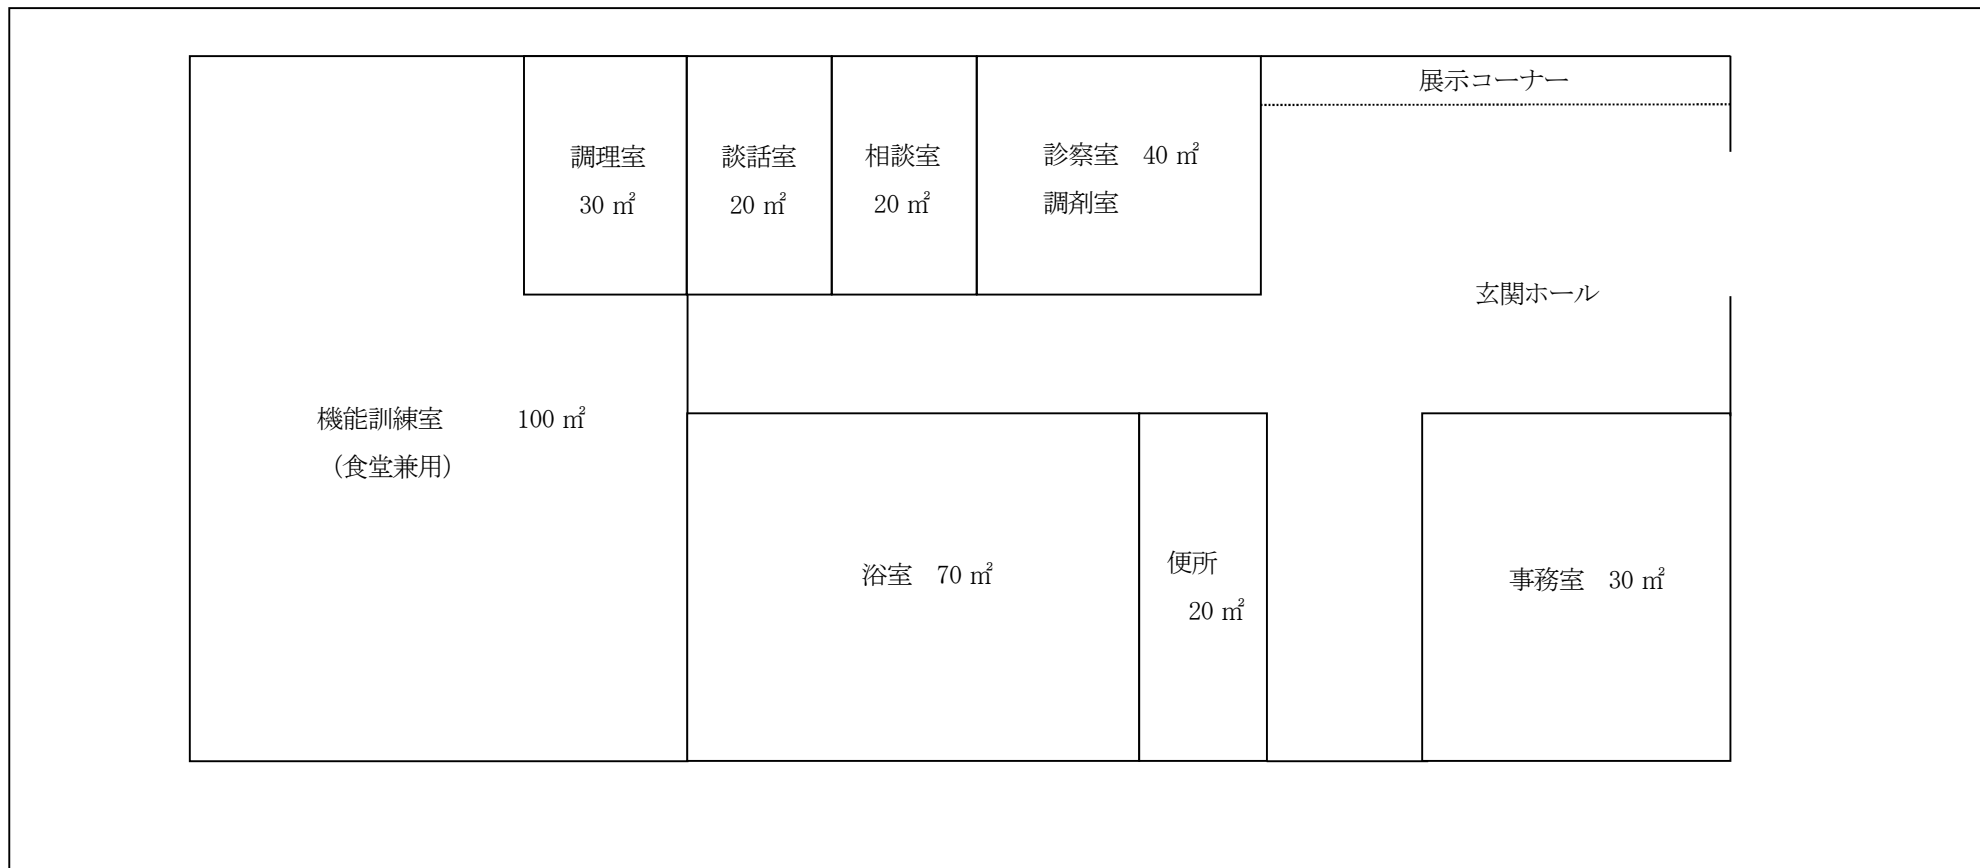 展示コーナー
調理室
30 ㎡
談話室
20 ㎡
相談室
20 ㎡
診察室 40 ㎡
調剤室
玄関ホール
機能訓練室 100 ㎡
（食堂兼用）
浴室 70 ㎡
便所
20 ㎡
事務室 30 ㎡